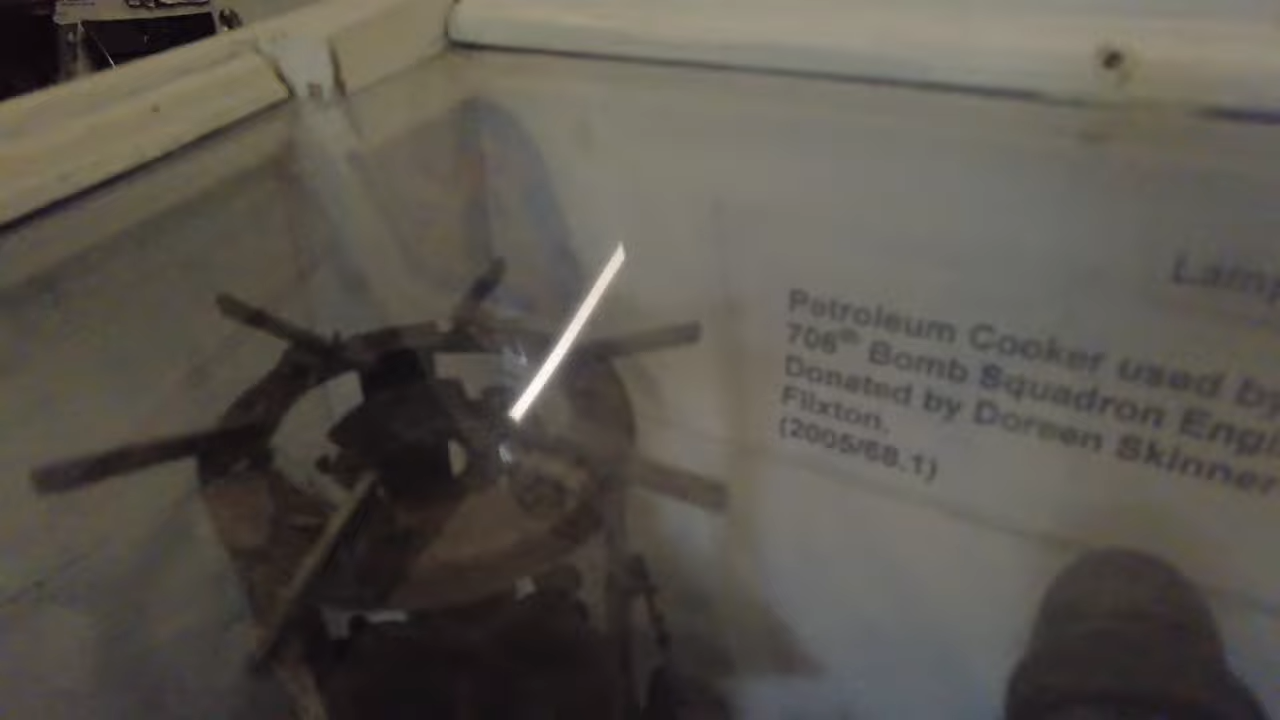 Lamp
Petroleum Cooker used by
706th Bomb Squadron Engi
Donated by Doreen Skinner
Flixton.
(2005/68.1)